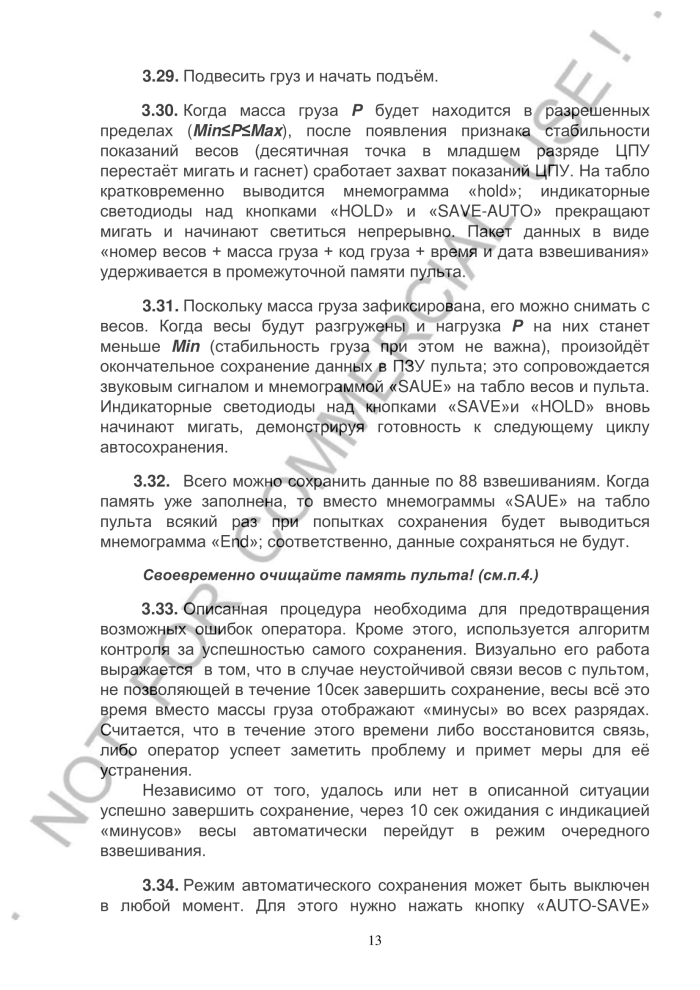 3.29. Подвесить груз и начать подъём.
3.30. Когда масса груза P будет находится в разрешенных
пределах (Min≤P≤Max), после появления признака стабильности
показаний весов (десятичная точка в младшем разряде ЦПУ
перестаёт мигать и гаснет) сработает захват показаний ЦПУ. На табло
кратковременно выводится мнемограмма «hold»; индикаторные
светодиоды над кнопками «HOLD» и «SAVE-AUTO» прекращают
мигать и начинают светиться непрерывно. Пакет данных в виде
«номер весов + масса груза + код груза + время и дата взвешивания»
удерживается в промежуточной памяти пульта.
3.31. Поскольку масса груза зафиксирована, его можно снимать с
весов. Когда весы будут разгружены и нагрузка P на них станет
меньше Min (стабильность груза при этом не важна), произойдёт
окончательное сохранение данных в ПЗУ пульта; это сопровождается
звуковым сигналом и мнемограммой «SAUE» на табло весов и пульта.
Индикаторные светодиоды над кнопками «SAVE»и «HOLD» вновь
начинают мигать, демонстрируя готовность к следующему циклу
автосохранения.
3.32. Всего можно сохранить данные по 88 взвешиваниям. Когда
память уже заполнена, то вместо мнемограммы «SAUE» на табло
пульта всякий раз при попытках сохранения будет выводиться
мнемограмма «End»; соответственно, данные сохраняться не будут.
Своевременно очищайте память пульта! (см.п.4.)
3.33. Описанная процедура необходима для предотвращения
возможных ошибок оператора. Кроме этого, используется алгоритм
контроля за успешностью самого сохранения. Визуально его работа
выражается в том, что в случае неустойчивой связи весов с пультом,
не позволяющей в течение 10сек завершить сохранение, весы всё это
время вместо массы груза отображают «минусы» во всех разрядах.
Считается, что в течение этого времени либо восстановится связь,
либо оператор успеет заметить проблему и примет меры для её
устранения.
Независимо от того, удалось или нет в описанной ситуации
успешно завершить сохранение, через 10 сек ожидания с индикацией
«минусов» весы автоматически перейдут в режим очередного
взвешивания.
3.34. Режим автоматического сохранения может быть выключен
в любой момент. Для этого нужно нажать кнопку «AUTO-SAVE»
13
NOT FOR COMMERCIAL USE!